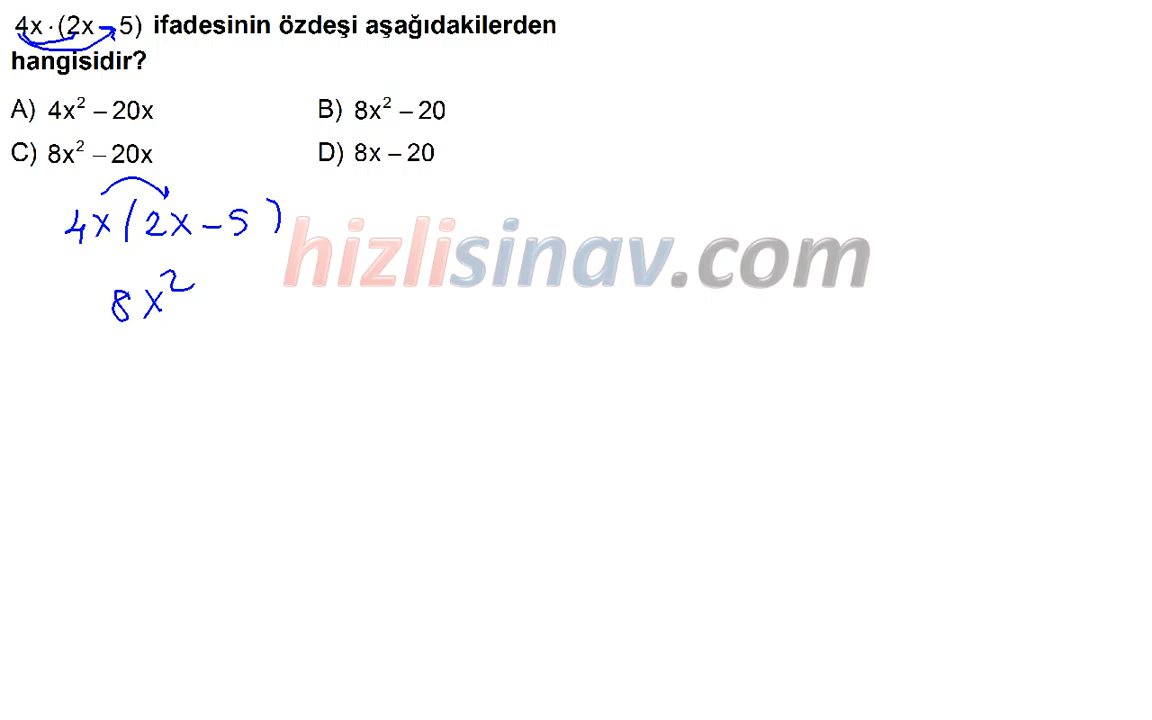 4x · (2x - 5) ifadesinin özdeşi aşağıdakilerden
hangisidir?
A) 4x² – 20x B) 8x² – 20
C) 8x² – 20x D) 8x – 20
4x (2x – 5)
hizlisinav.com
8x²